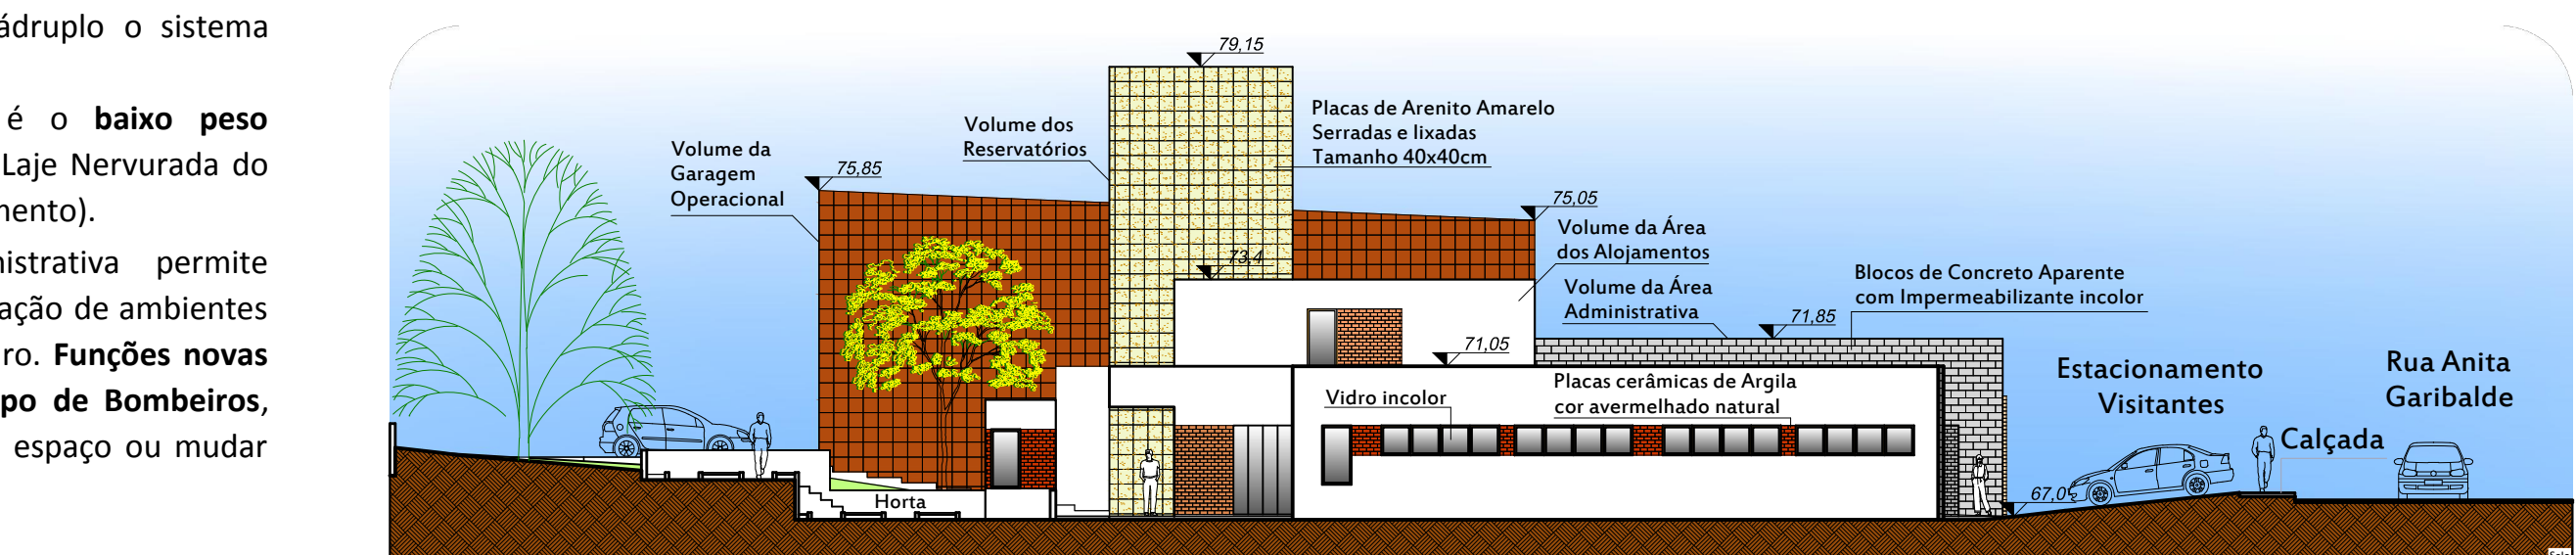 ádruplo o sistema
é o baixo peso
Laje Nervurada do
mento).
nistrativa permite
ação de ambientes
ro. Funções novas
po de Bombeiros,
espaço ou mudar
79,15
Placas de Arenito Amarelo
Serradas e lixadas
Tamanho 40x40cm
Volume dos
Reservatórios
Volume da
Garagem
Operacional
75,85
75,05
Volume da Área
dos Alojamentos
73,4
Blocos de Concreto Aparente
com Impermeabilizante incolor
Volume da Área
Administrativa
71,85
71,05
Estacionamento
Visitantes
Rua Anita
Garibalde
Placas cerâmicas de Argila
cor avermelhado natural
Vidro incolor
Calçada
67,0
Horta